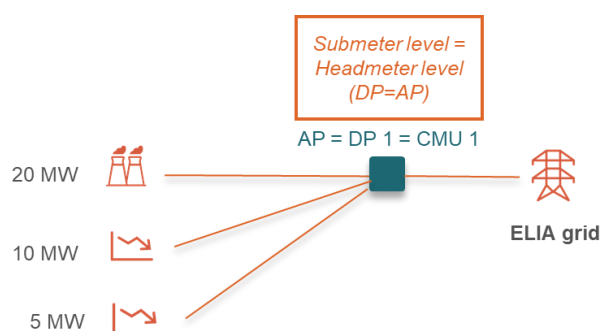 Submeter level =
Headmeter level
(DP=AP)
AP = DP 1 = CMU 1
20 MW
ELIA grid
10 MW
5 MW